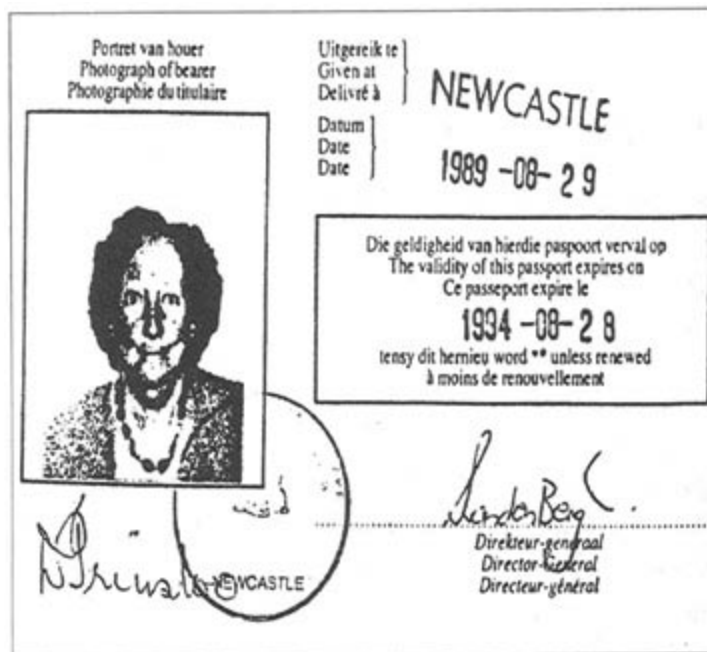 Portret van houer
Photograph of bearer
Photographie du titulaire
Uitgereik te
Given at
Delivré à
NEWCASTLE
Datum
Date
Date
1989 -08- 29
Die geldigheid van hierdie paspoort verval op
The validity of this passport expires on
Ce passeport expire le
1994 -08- 28
tensy dit hernieu word ** unless renewed
à moins de renouvellement
Direkteur-generaal
Director-General
Directeur-général
NEWCASTLE